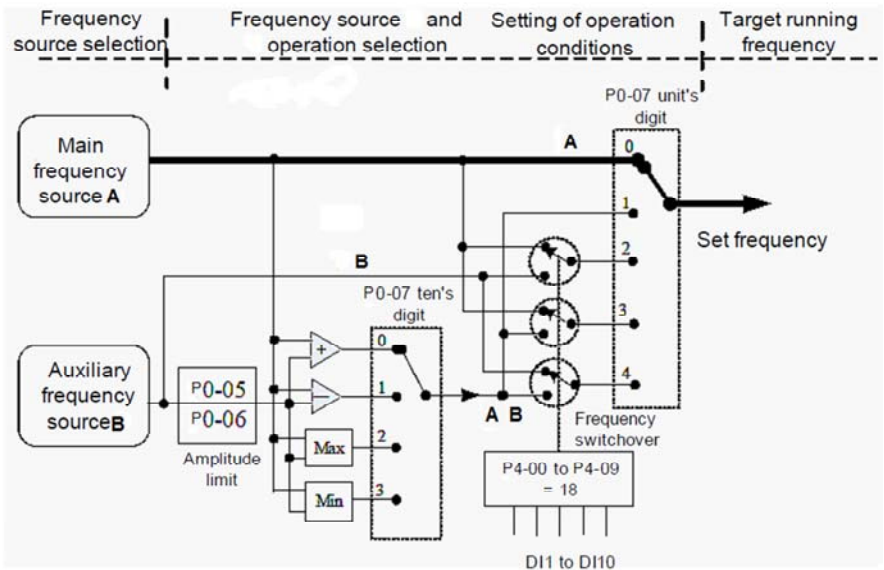 Frequency
source selection
Frequency source and
operation selection
Setting of operation
conditions
Target running
frequency
P0-07 unit's
digit
Main
frequency
source A
A
0
1
2
3
4
Set frequency
B
P0-07 ten's
digit
0
1
2
3
Auxiliary
frequency
sourceB
P0-05
P0-06
Amplitude
limit
+
−
Max
Min
A B
Frequency
switchover
P4-00 to P4-09
= 18
DI1 to DI10